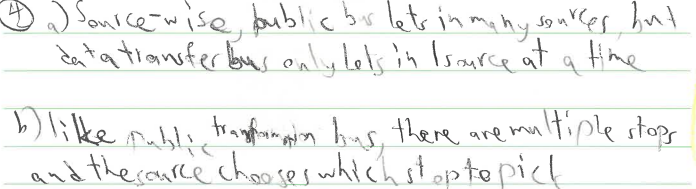 ④ a) Source-wise, public bus lets in many sources, but
data transfer bus only lets in 1 source at a time
b) like public bus, there are multiple stops
and the source chooses which stop to pick